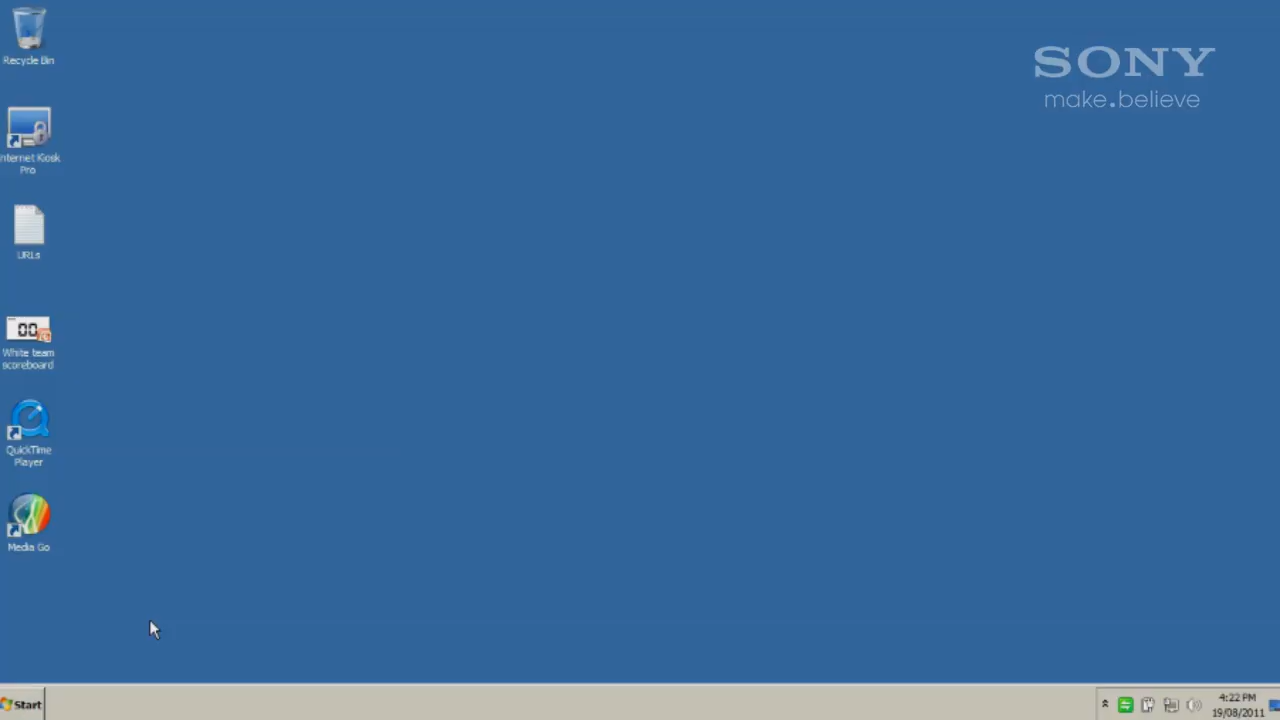 Recycle Bin
SONY
make.believe
nternet Kiosk
Pro
URLs
00
White team
scoreboard
QuickTime
Player
Media Go
Start
4:22 PM
19/08/2011